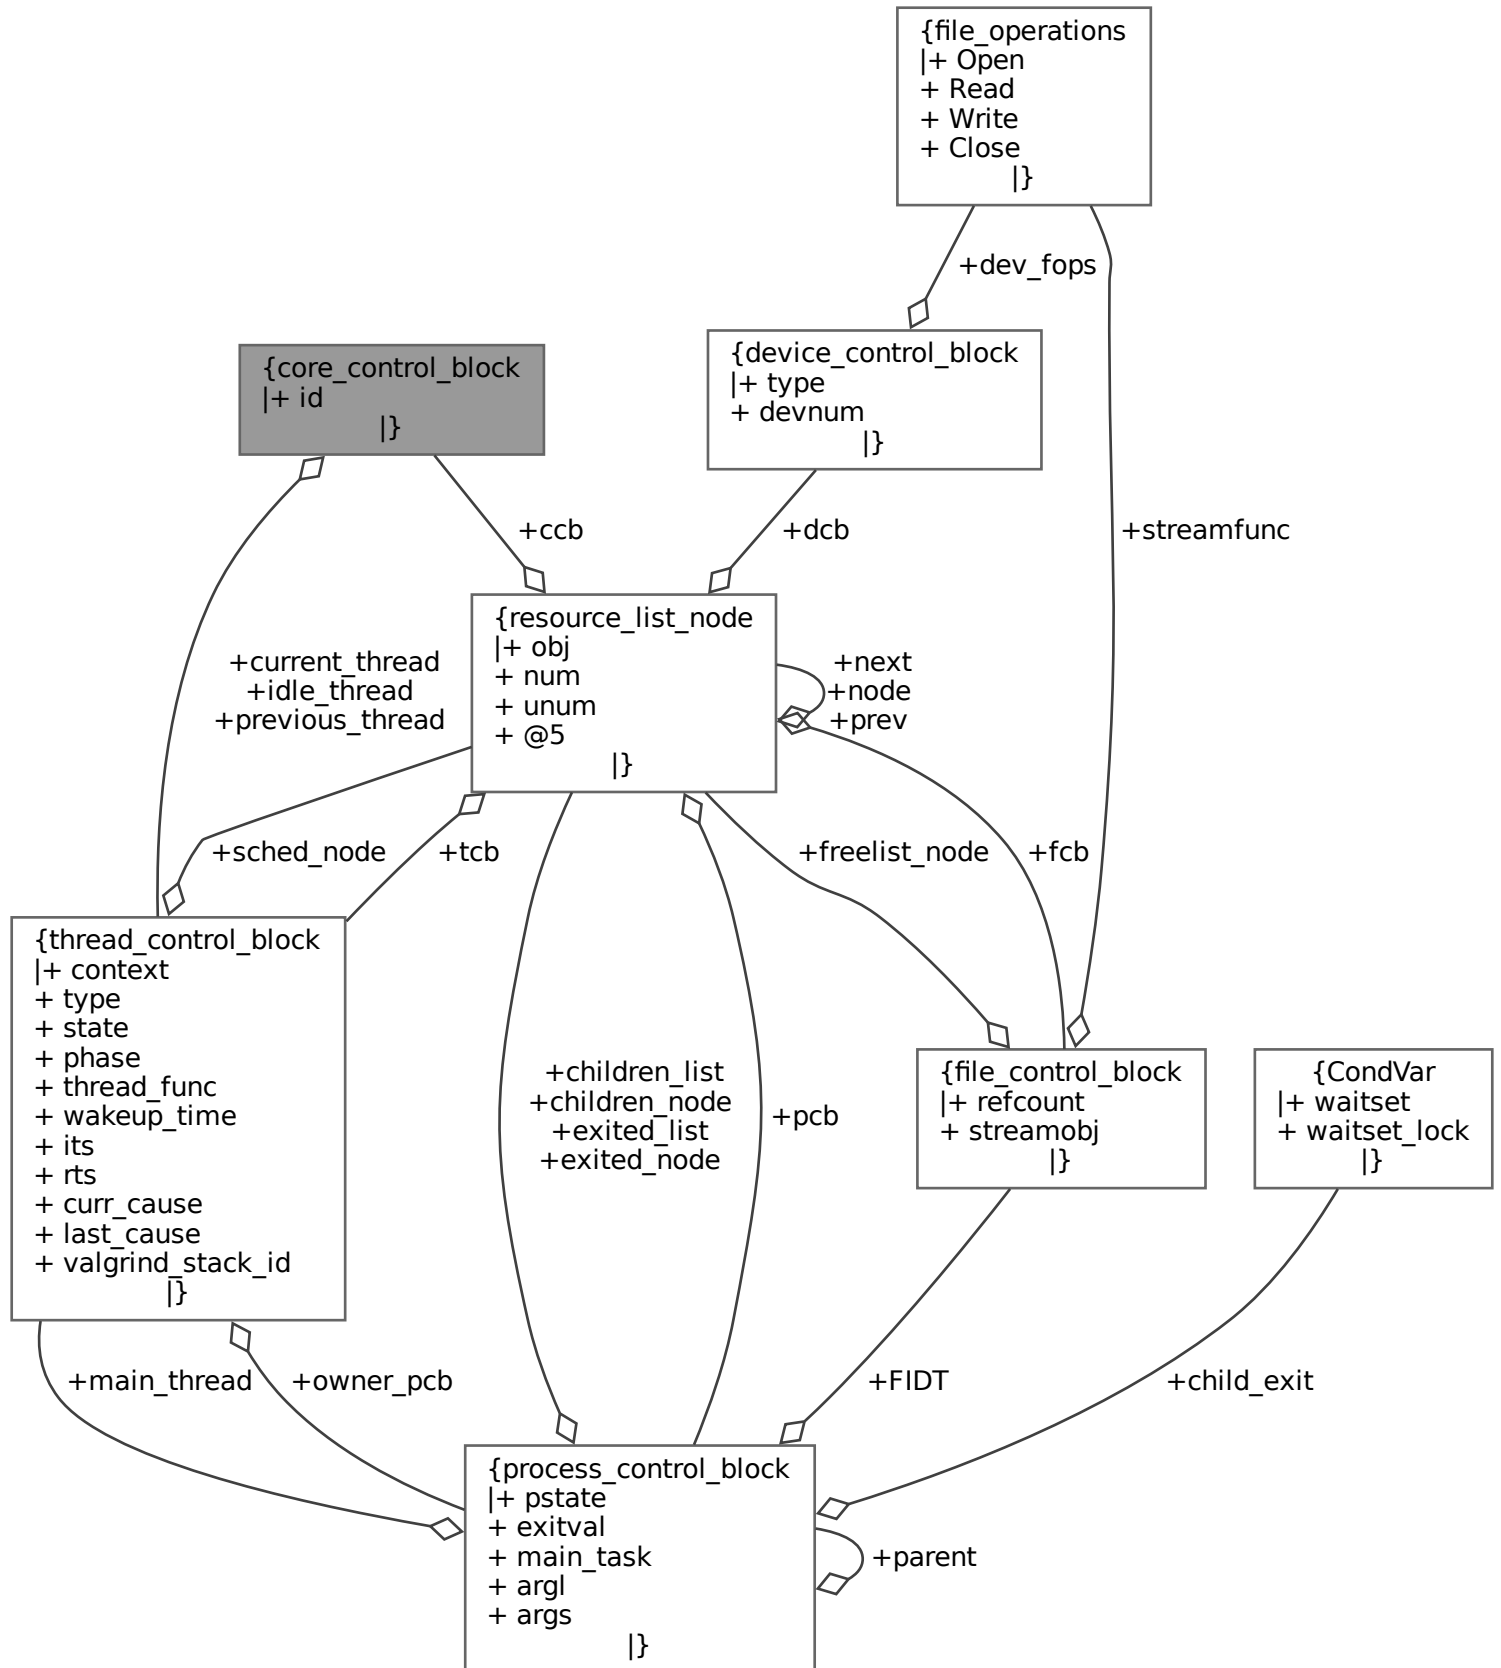 {file_operations
|+ Open
+ Read
+ Write
+ Close
|}
+dev_fops
{core_control_block
|+ id
|}
{device_control_block
|+ type
+ devnum
|}
+ccb
+dcb
+streamfunc
+current_thread
+idle_thread
+previous_thread
{resource_list_node
|+ obj
+ num
+ unum
+ @5
|}
+next
+node
+prev
+sched_node
+tcb
+freelist_node
+fcb
{thread_control_block
|+ context
+ type
+ state
+ phase
+ thread_func
+ wakeup_time
+ its
+ rts
+ curr_cause
+ last_cause
+ valgrind_stack_id
|}
+children_list
+children_node
+exited_list
+exited_node
+pcb
{file_control_block
|+ refcount
+ streamobj
|}
{CondVar
|+ waitset
+ waitset_lock
|}
+main_thread
+owner_pcb
+FIDT
+child_exit
{process_control_block
|+ pstate
+ exitval
+ main_task
+ argl
+ args
|}
+parent